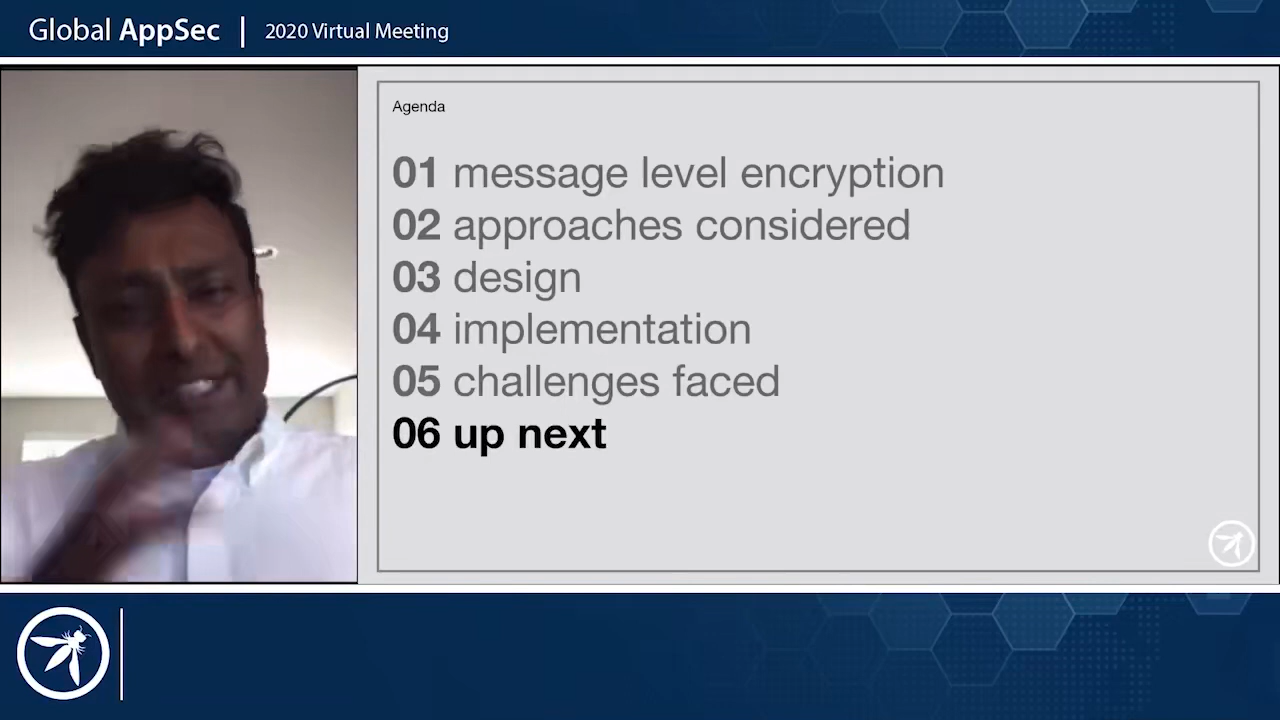 Global AppSec | 2020 Virtual Meeting
Agenda
01 message level encryption
02 approaches considered
03 design
04 implementation
05 challenges faced
06 up next